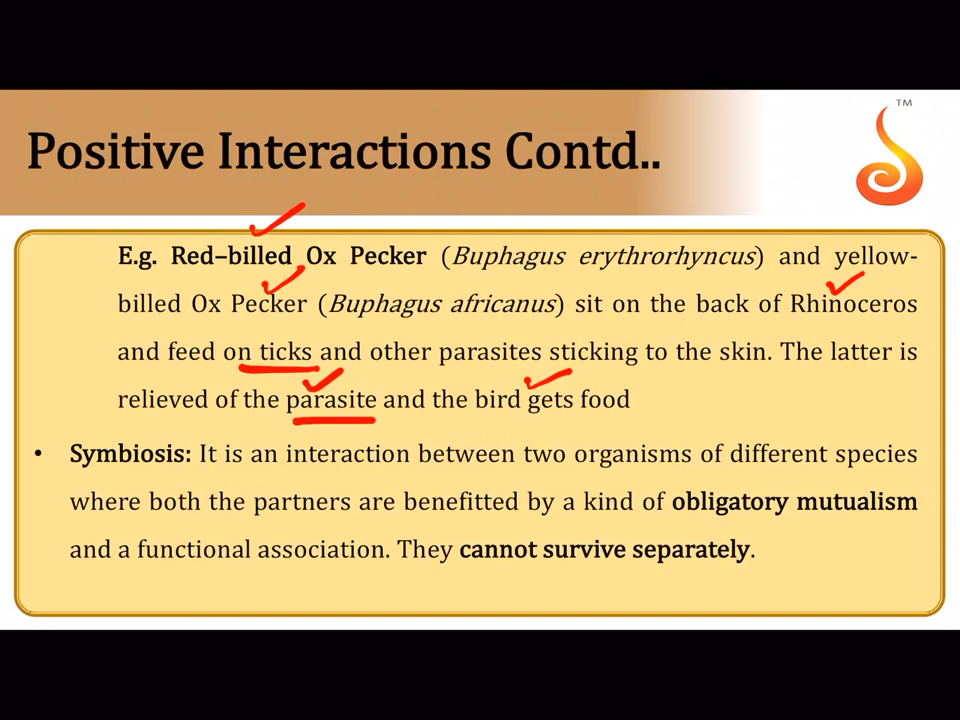 TM
Positive Interactions Contd..
E.g. Red–billed Ox Pecker (Buphagus erythrorhyncus) and yellow-
billed Ox Pecker (Buphagus africanus) sit on the back of Rhinoceros
and feed on ticks and other parasites sticking to the skin. The latter is
relieved of the parasite and the bird gets food
• Symbiosis: It is an interaction between two organisms of different species
where both the partners are benefitted by a kind of obligatory mutualism
and a functional association. They cannot survive separately.